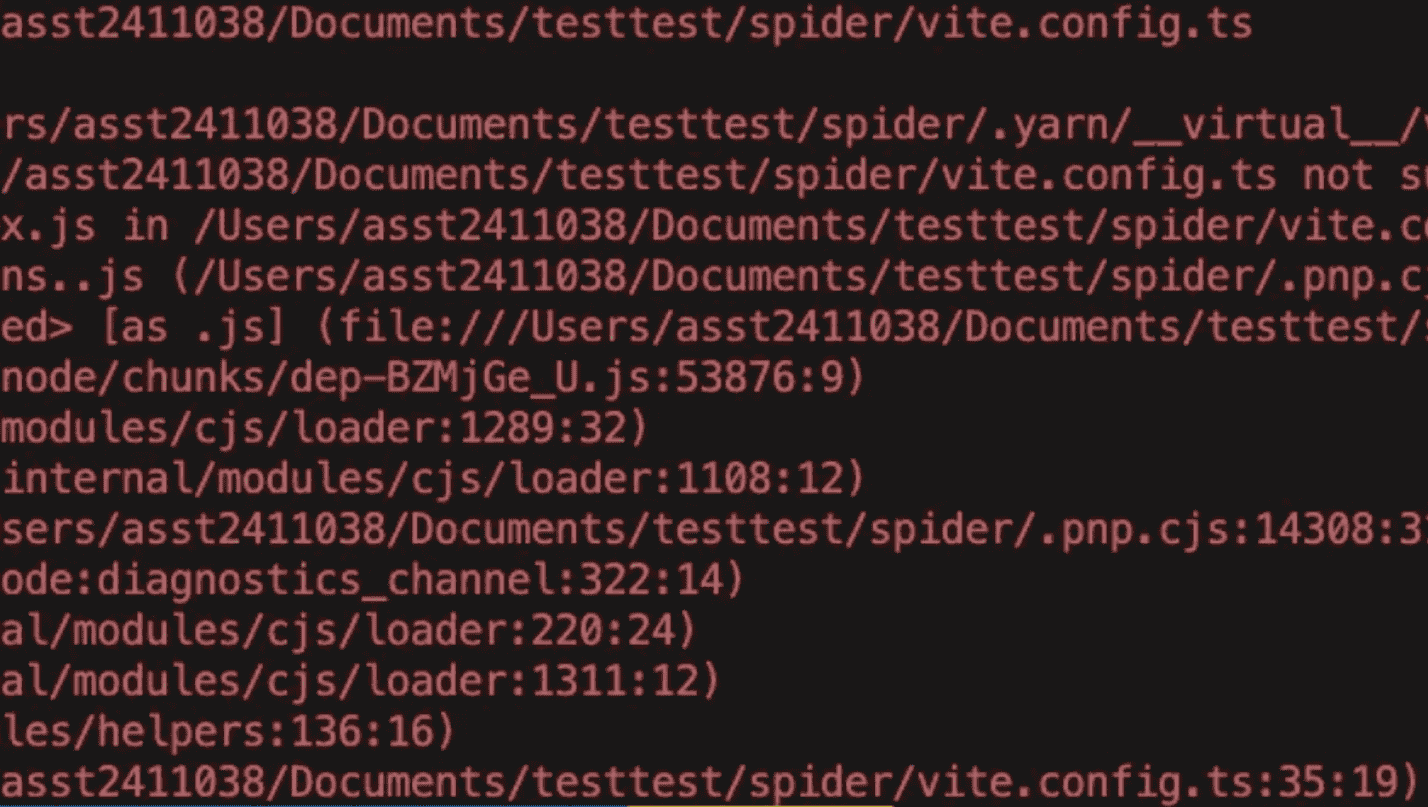 asst2411038/Documents/testtest/spider/vite.config.ts
rs/asst2411038/Documents/testtest/spider/.yarn/__virtual__/
/asst2411038/Documents/testtest/spider/vite.config.ts not s
x.js in /Users/asst2411038/Documents/testtest/spider/vite.c
ns..js (/Users/asst2411038/Documents/testtest/spider/.pnp.c
ed> [as .js] (file:///Users/asst2411038/Documents/testtest/
node/chunks/dep-BZMjGe_U.js:53876:9)
modules/cjs/loader:1289:32)
internal/modules/cjs/loader:1108:12)
sers/asst2411038/Documents/testtest/spider/.pnp.cjs:14308:3
ode:diagnostics_channel:322:14)
al/modules/cjs/loader:220:24)
al/modules/cjs/loader:1311:12)
les/helpers:136:16)
asst2411038/Documents/testtest/spider/vite.config.ts:35:19)